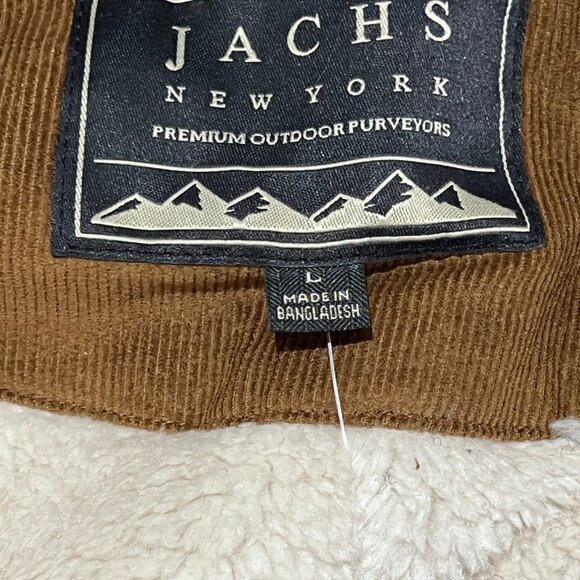 JACHS
NEW YORK
PREMIUM OUTDOOR PURVEYORS
L
MADE IN
BANGLADESH